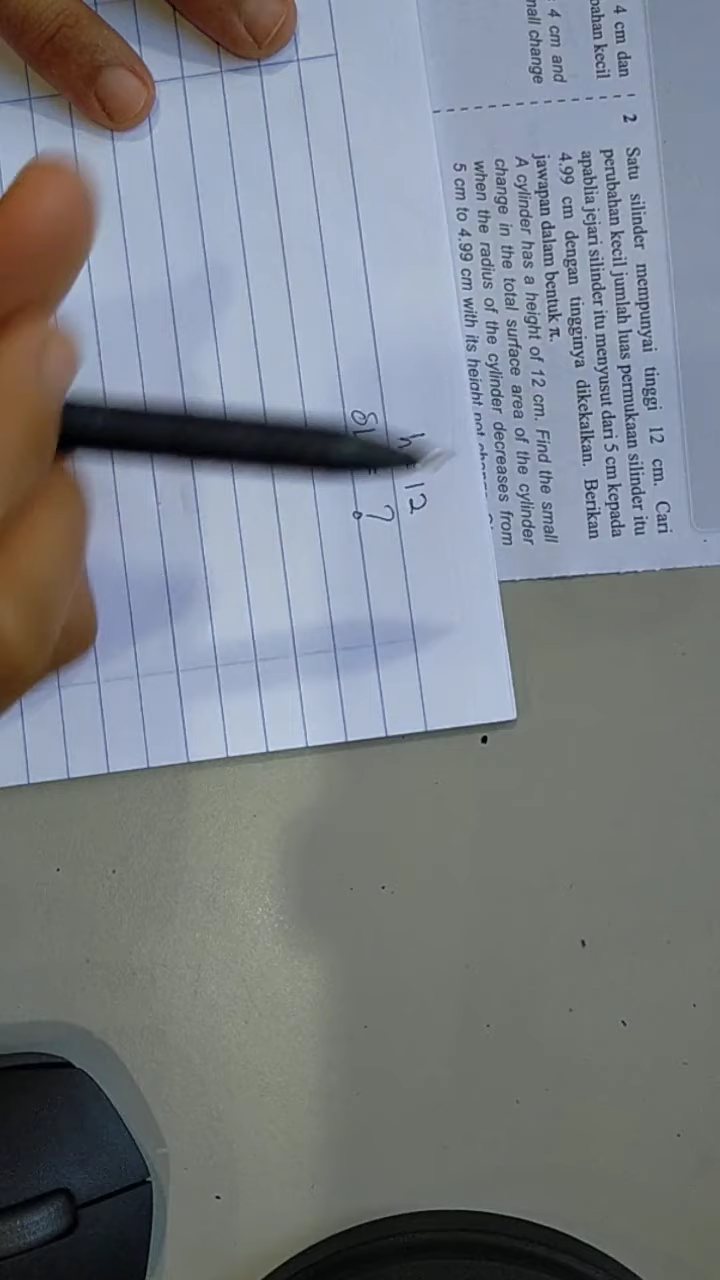 4 cm dan
bahan kecil
4 cm and
mall change
2 Satu silinder mempunyai tinggi 12 cm. Cari
perubahan kecil jumlah luas permukaan silinder itu
apablia jejari silinder itu menyusut dari 5 cm kepada
4.99 cm dengan tingginya dikekalkan. Berikan
jawapan dalam bentuk π.
A cylinder has a height of 12 cm. Find the small
change in the total surface area of the cylinder
when the radius of the cylinder decreases from
5 cm to 4.99 cm with its height not
h = 12
δL = ?